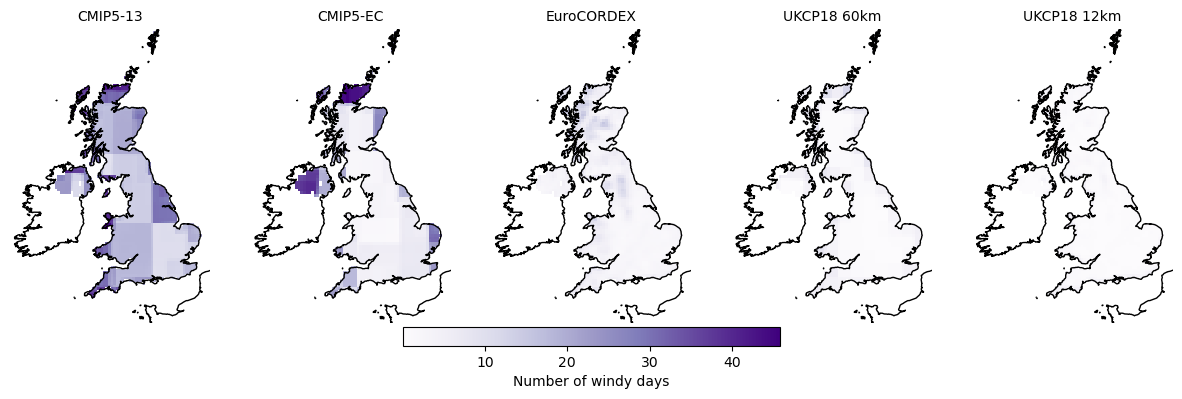 CMIP5-13
CMIP5-EC
EuroCORDEX
UKCP18 60km
UKCP18 12km
10
20
30
40
Number of windy days